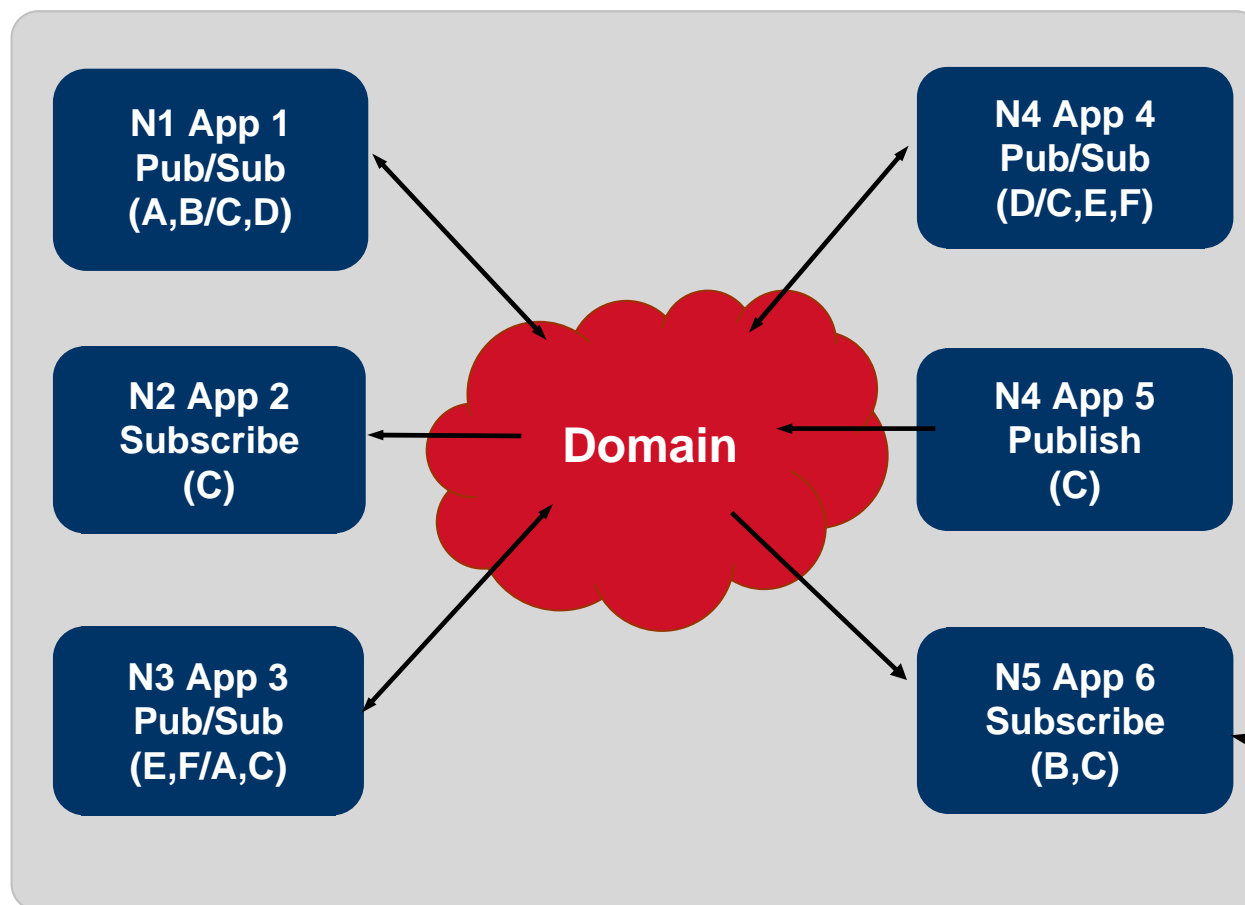 N1 App 1
Pub/Sub
(A,B/C,D)
N4 App 4
Pub/Sub
(D/C,E,F)
N2 App 2
Subscribe
(C)
Domain
N4 App 5
Publish
(C)
N3 App 3
Pub/Sub
(E,F/A,C)
N5 App 6
Subscribe
(B,C)